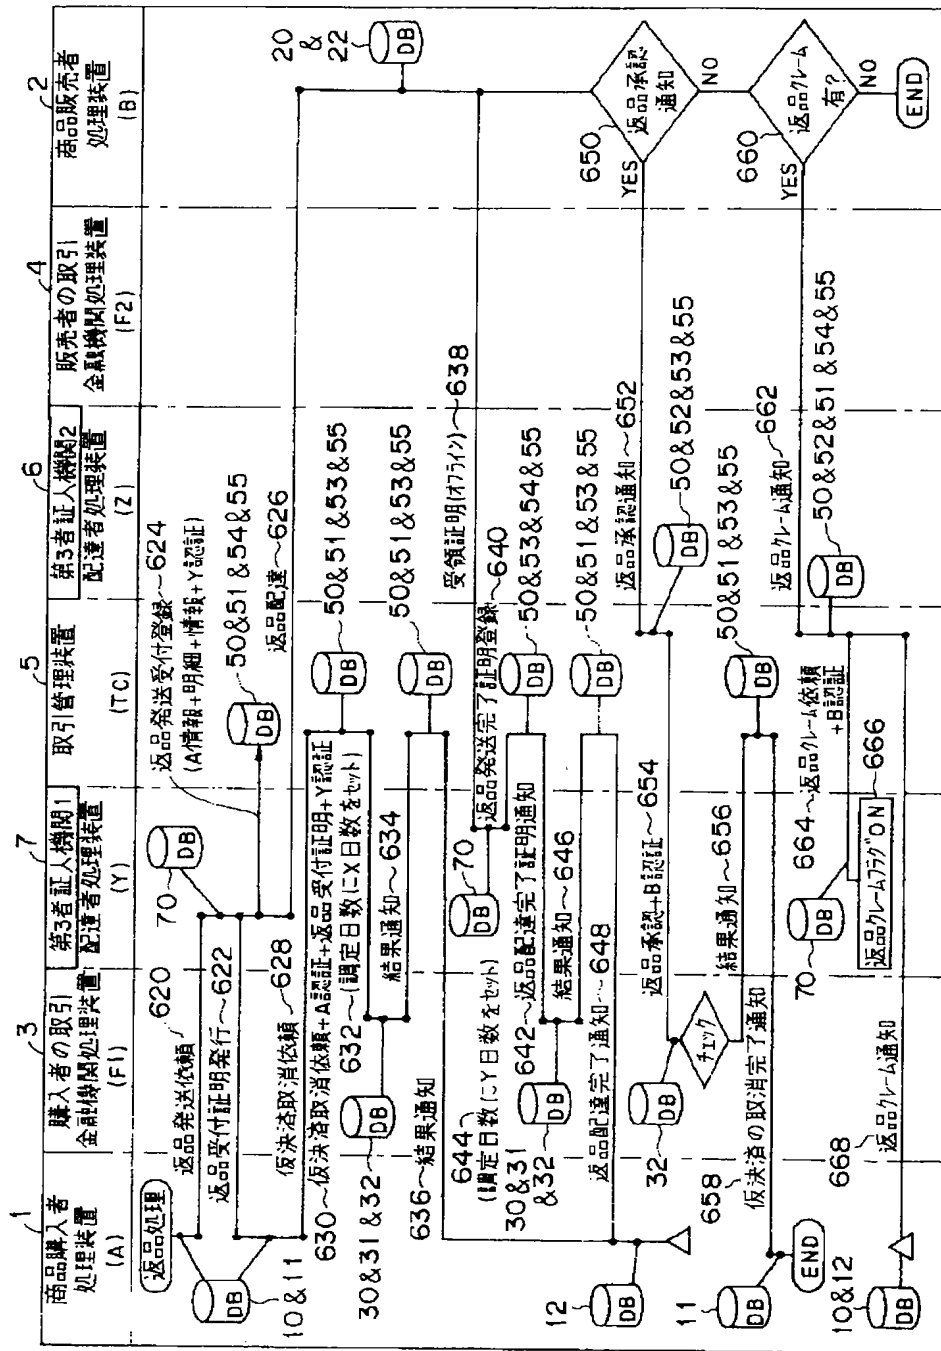 1
商品購入者
処理装置
(A)
3
購入者の取引
金融機関処理装置
(F1)
7
第3者証人機関1
配達者処理装置
(Y)
5
取引管理装置
(TC)
6
第3者証人機関2
配達者処理装置
(Z)
4
販売者の取引
金融機関処理装置
(F2)
2
商品販売者
処理装置
(B)
返品処理
返品発送依頼
620
DB
70
返品発送受付登録
624
(A情報+明細+情報+Y認証)
返品受付証明発行
622
DB
50&51&54&55
DB
10&11
返品配達
626
DB
20
&
22
仮決済取消依頼
628
630
仮決済取消依頼+A認証+返品受付証明+Y認証
DB
50&51&53&55
632
(調定日数にX日数をセット)
DB
30&31&32
結果通知
634
DB
50&51&53&55
636
結果通知
受領証明(オフライン)
638
DB
70
返品発送完了証明登録
640
644
(調定日数にY日数をセット)
642
返品配達完了証明通知
DB
50&53&54&55
DB
30&31
&32
結果通知
646
DB
50&51&53&55
返品配達完了通知
648
DB
12
返品承認
通知
650
YES
NO
返品承認通知
652
DB
50&52&53&55
返品承認+B認証
654
DB
32
チェック
結果通知
656
DB
50&51&53&55
658
仮決済の取消完了通知
DB
11
END
返品クレーム
有?
660
YES
NO
END
返品クレーム通知
662
DB
50&52&51&54&55
664
返品クレーム依頼
+B認証
DB
70
返品クレームフラグON
666
668
返品クレーム通知
DB
10&12